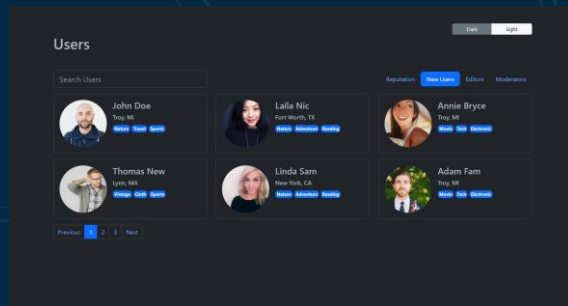 Dark Light
Users
Search Users
Reputation New Users Editors Moderators
John Doe
Troy, MI
Nature Travel Sports
Laila Nic
Fort Worth, TX
Nature Adventure Reading
Annie Bryce
Troy, MI
Movie Tech Electronic
Thomas New
Lynn, MA
Vintage Cloth Sports
Linda Sam
New York, CA
Nature Adventure Reading
Adam Fam
Troy, MI
Movie Tech Electronic
Previous 1 2 3 Next